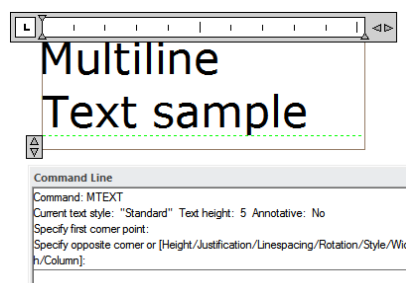 L
Multiline
Text sample
Command Line
Command: MTEXT
Current text style: "Standard" Text height: 5 Annotative: No
Specify first corner point:
Specify opposite corner or [Height/Justification/Linespacing/Rotation/Style/Wid
h/Column]: